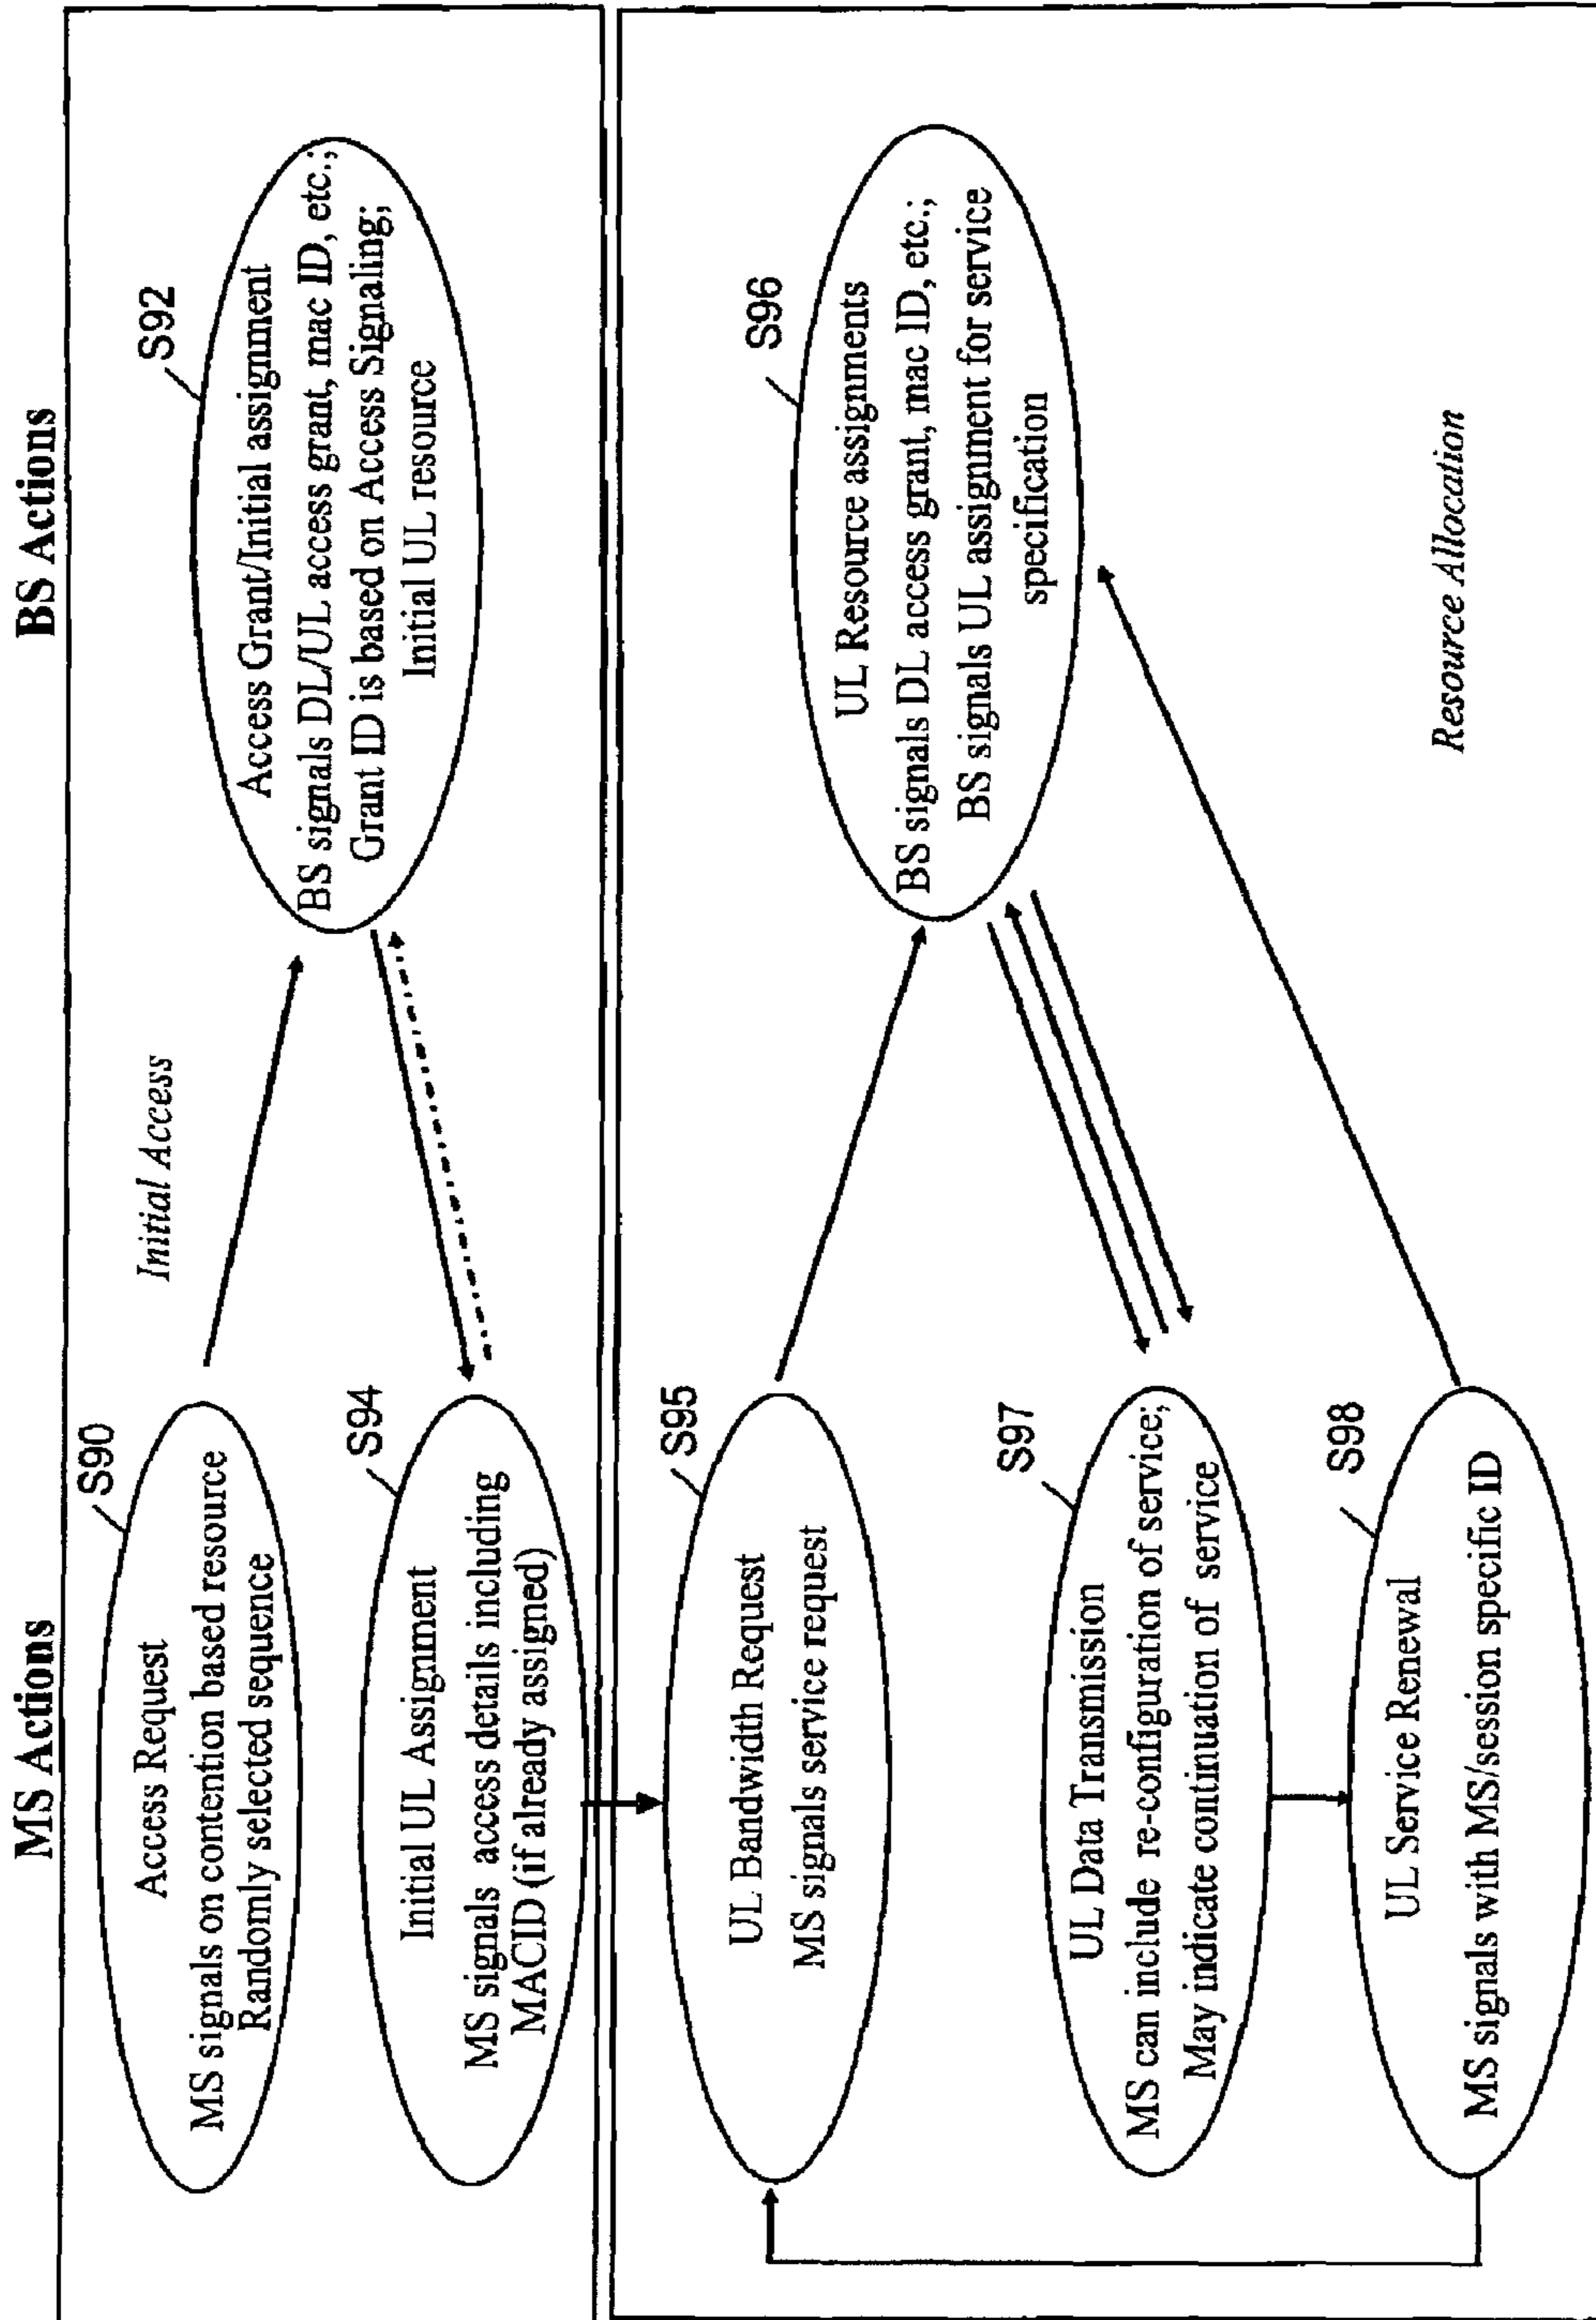 MS Actions
BS Actions
Initial Access
S90
Access Request
MS signals on contention based resource
Randomly selected sequence
S92
Access Grant/Initial assignment
BS signals DL/UL access grant, mac ID, etc.;
Grant ID is based on Access Signaling;
Initial UL resource
S94
Initial UL Assignment
MS signals access details including
MACID (if already assigned)
S95
UL Bandwidth Request
MS signals service request
S96
UL Resource assignments
BS signals DL access grant, mac ID, etc.;
BS signals UL assignment for service
specification
S97
UL Data Transmission
MS can include re-configuration of service;
May indicate continuation of service
S98
UL Service Renewal
MS signals with MS/session specific ID
Resource Allocation